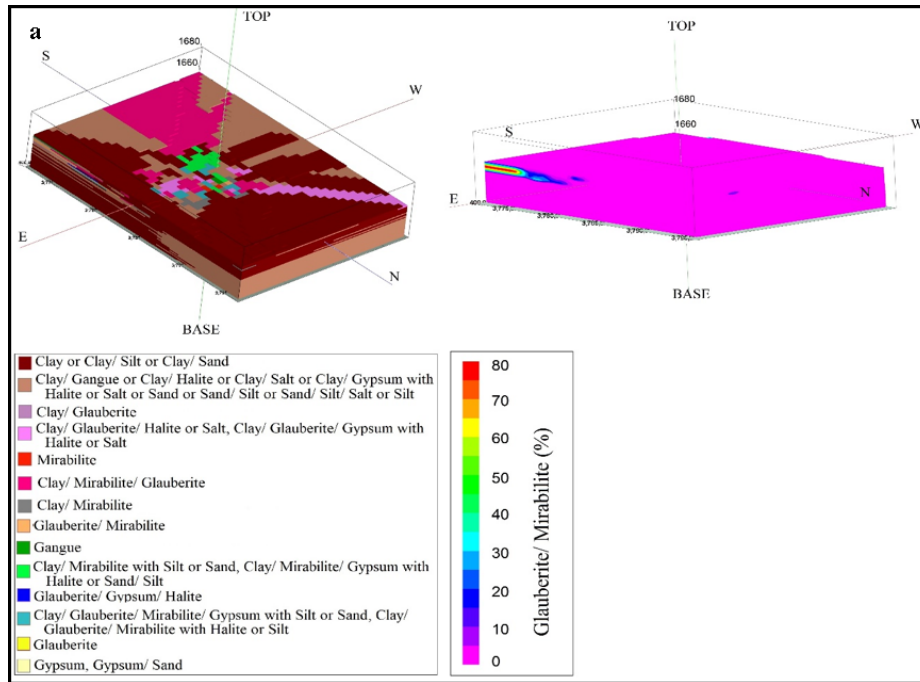 a
TOP
S
1680
1660
W
E
N
BASE
TOP
1680
1660
S
W
E
N
400.0
3,775.0
BASE
Clay or Clay/ Silt or Clay/ Sand
Clay/ Gangue or Clay/ Halite or Clay/ Salt or Clay/ Gypsum with
Halite or Salt or Sand or Sand/ Silt or Sand/ Silt/ Salt or Silt
Clay/ Glauberite
Clay/ Glauberite/ Halite or Salt, Clay/ Glauberite/ Gypsum with
Halite or Salt
Mirabilite
Clay/ Mirabilite/ Glauberite
Clay/ Mirabilite
Glauberite/ Mirabilite
Gangue
Clay/ Mirabilite with Silt or Sand, Clay/ Mirabilite/ Gypsum with
Halite or Sand/ Silt
Glauberite/ Gypsum/ Halite
Clay/ Glauberite/ Mirabilite/ Gypsum with Silt or Sand, Clay/
Glauberite/ Mirabilite with Halite or Silt
Glauberite
Gypsum, Gypsum/ Sand
80
70
60
50
40
30
20
10
0
Glauberite/ Mirabilite (%)